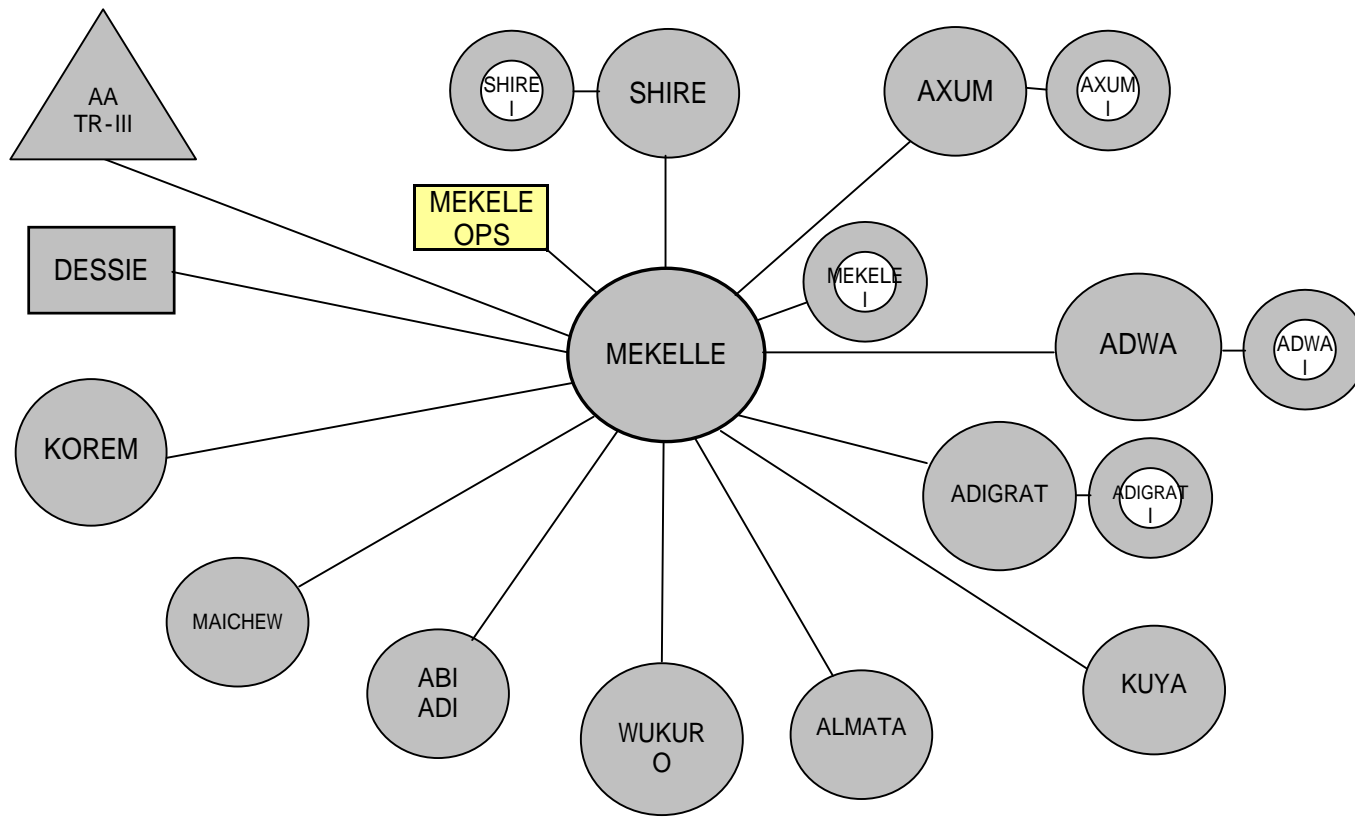 AA
TR-III
SHIRE
I
SHIRE
AXUM
AXUM
I
MEKELE
OPS
DESSIE
MEKELE
I
MEKELLE
ADWA
ADWA
I
KOREM
ADIGRAT
ADIGRAT
I
MAICHEW
ABI
ADI
WUKUR
O
ALMATA
KUYA